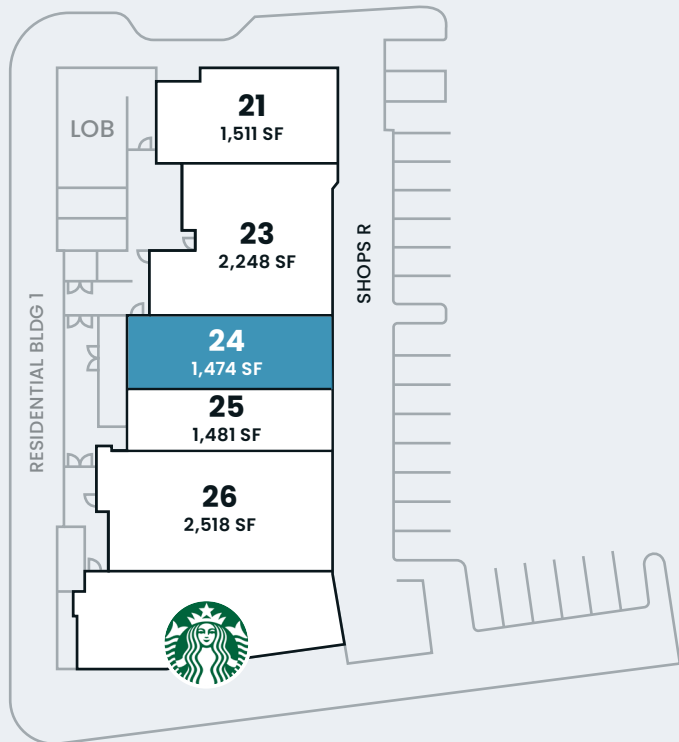 21
1,511 SF
LOB
23
2,248 SF
SHOPS R
RESIDENTIAL BLDG 1
24
1,474 SF
25
1,481 SF
26
2,518 SF